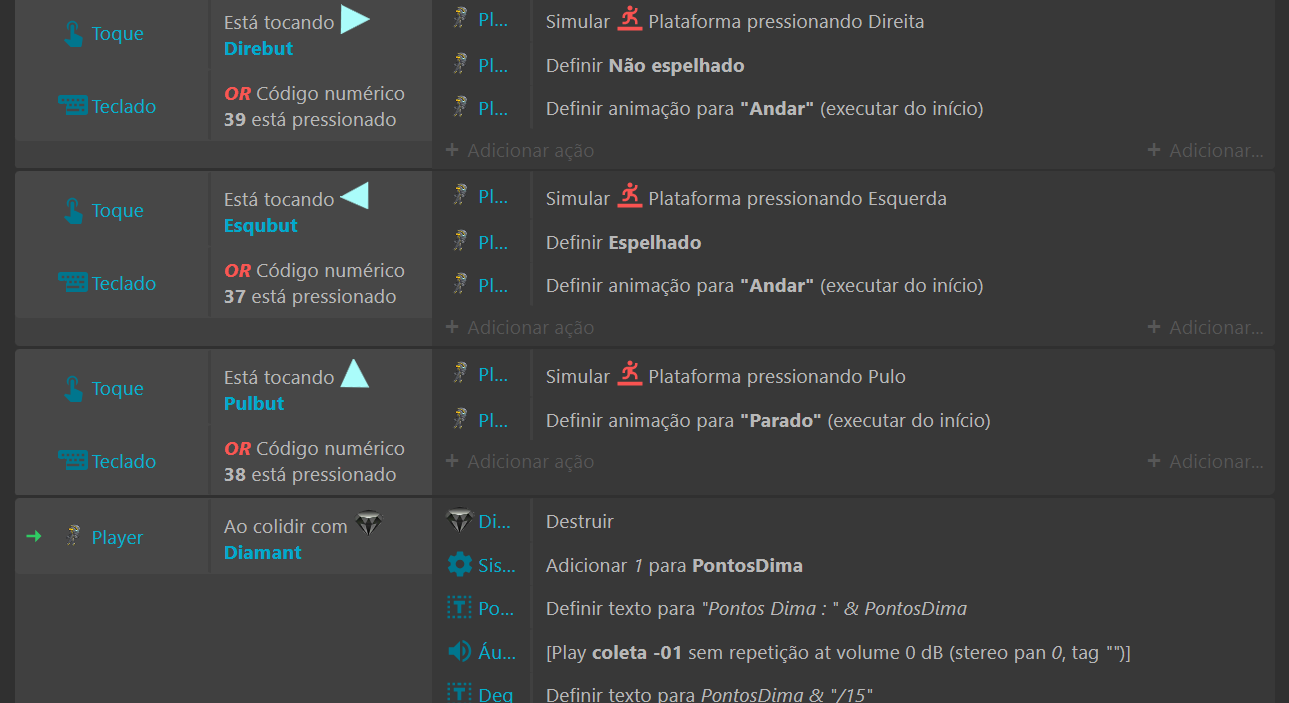 Toque
Está tocando
Direbut
Teclado
OR Código numérico
39 está pressionado
Pl... Simular Plataforma pressionando Direita
Pl... Definir Não espelhado
Pl... Definir animação para "Andar" (executar do início)
+ Adicionar ação + Adicionar...
Toque
Está tocando
Esqubut
Teclado
OR Código numérico
37 está pressionado
Pl... Simular Plataforma pressionando Esquerda
Pl... Definir Espelhado
Pl... Definir animação para "Andar" (executar do início)
+ Adicionar ação + Adicionar...
Toque
Está tocando
Pulbut
Teclado
OR Código numérico
38 está pressionado
Pl... Simular Plataforma pressionando Pulo
Pl... Definir animação para "Parado" (executar do início)
+ Adicionar ação + Adicionar...
Player
Ao colidir com
Diamant
Di... Destruir
Sis... Adicionar 1 para PontosDima
Po... Definir texto para "Pontos Dima : " & PontosDima
Áu... [Play coleta -01 sem repetição at volume 0 dB (stereo pan 0, tag "")]
Deg Definir texto para PontosDima & "/15"